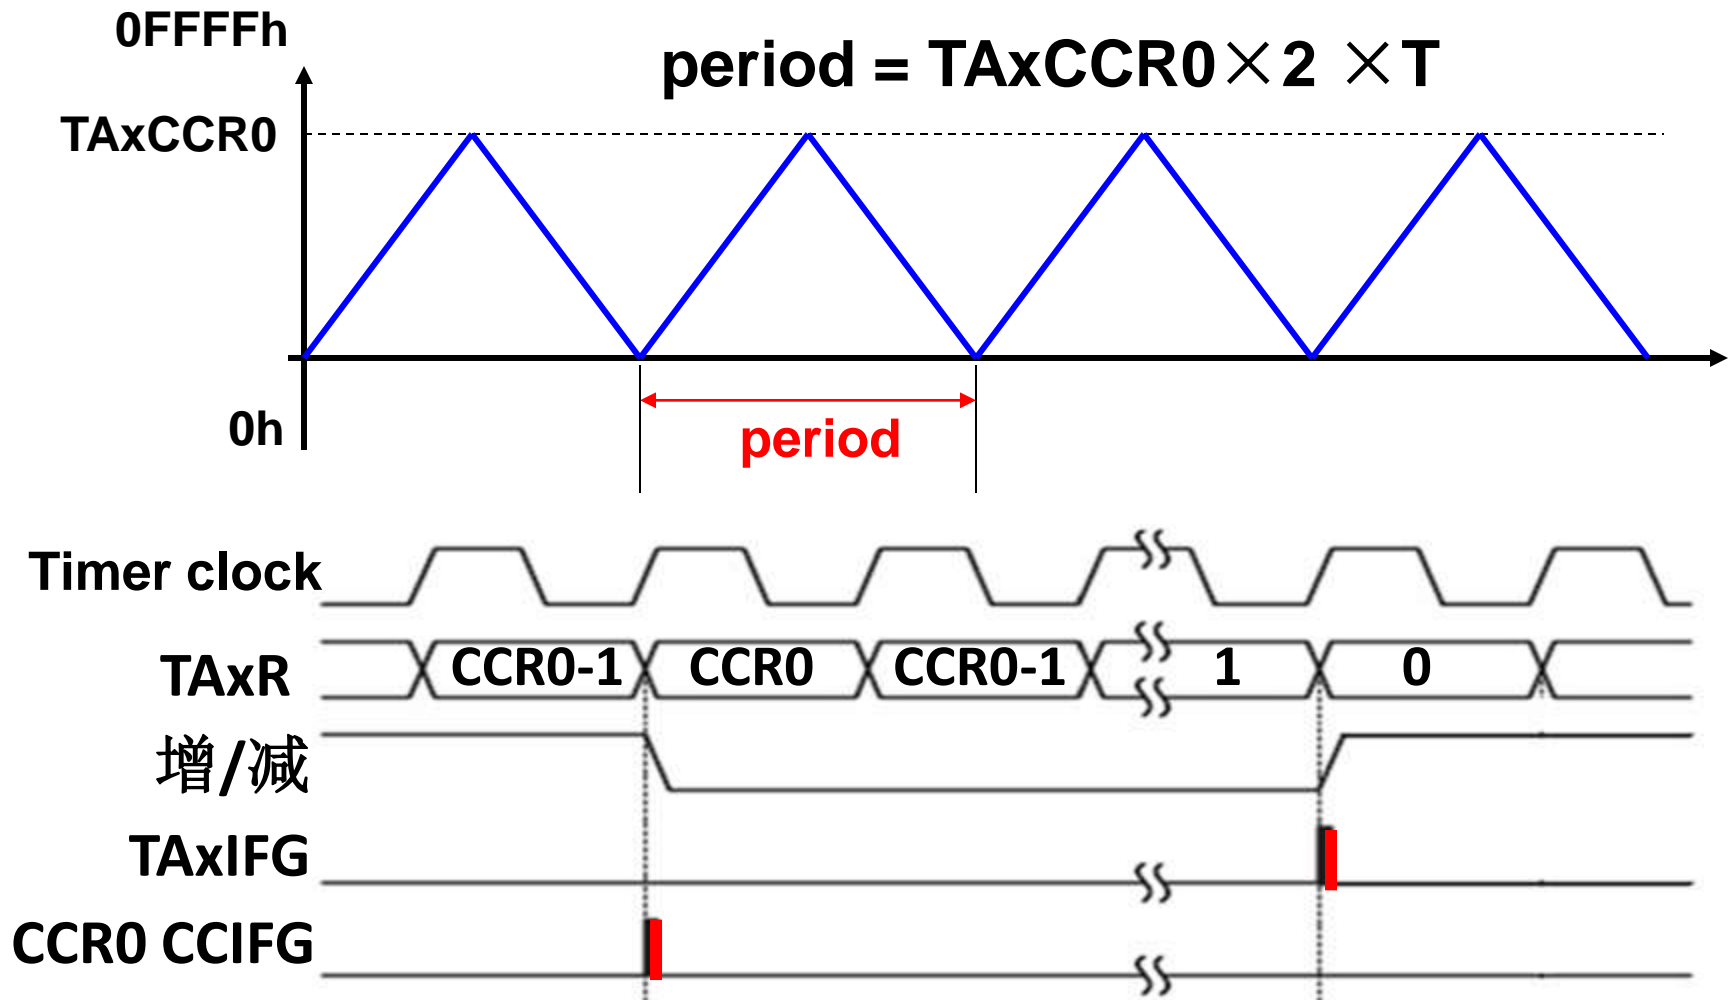 0FFFFh
period = TAxCCR0×2 ×T
TAxCCR0
0h
period
Timer clock
TAxR
CCR0-1
CCR0
CCR0-1
1
0
增/减
TAxIFG
CCR0 CCIFG